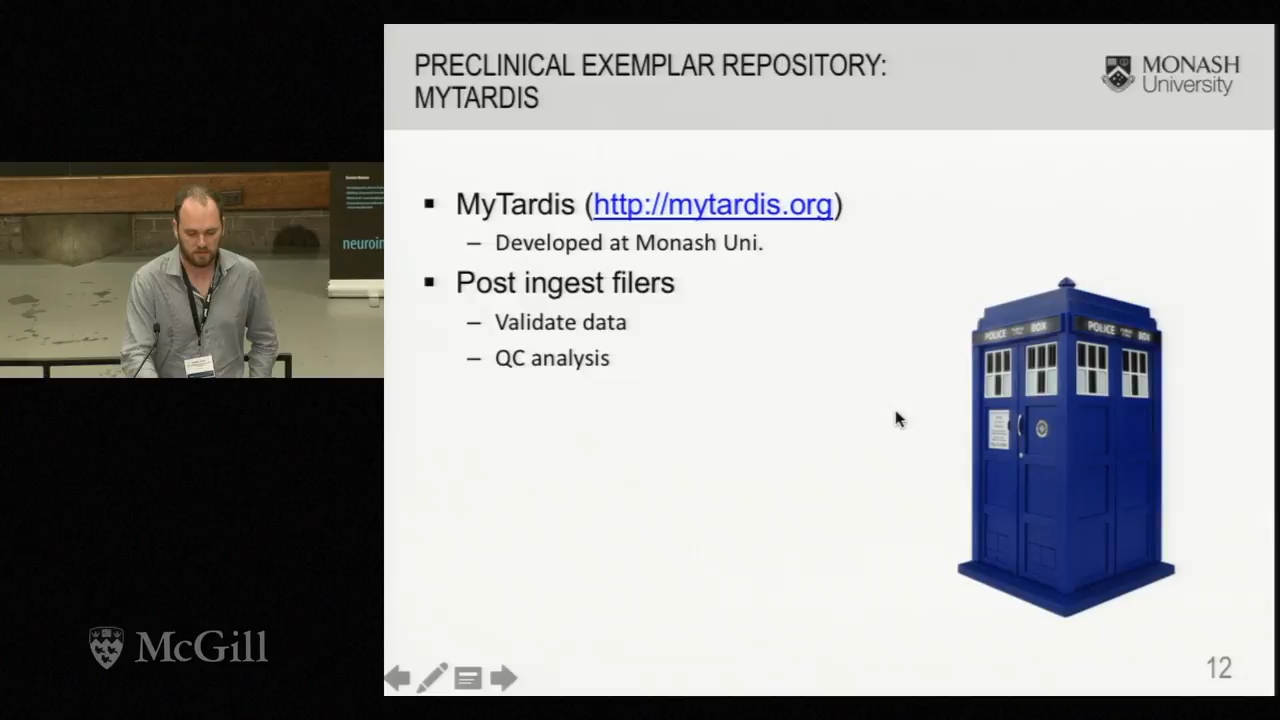 PRECLINICAL EXEMPLAR REPOSITORY:
MYTARDIS
MONASH
University
▪ MyTardis (http://mytardis.org)
– Developed at Monash Uni.
▪ Post ingest filers
– Validate data
– QC analysis
POLICE BOX
POLICE BOX
neuroin
McGill
12